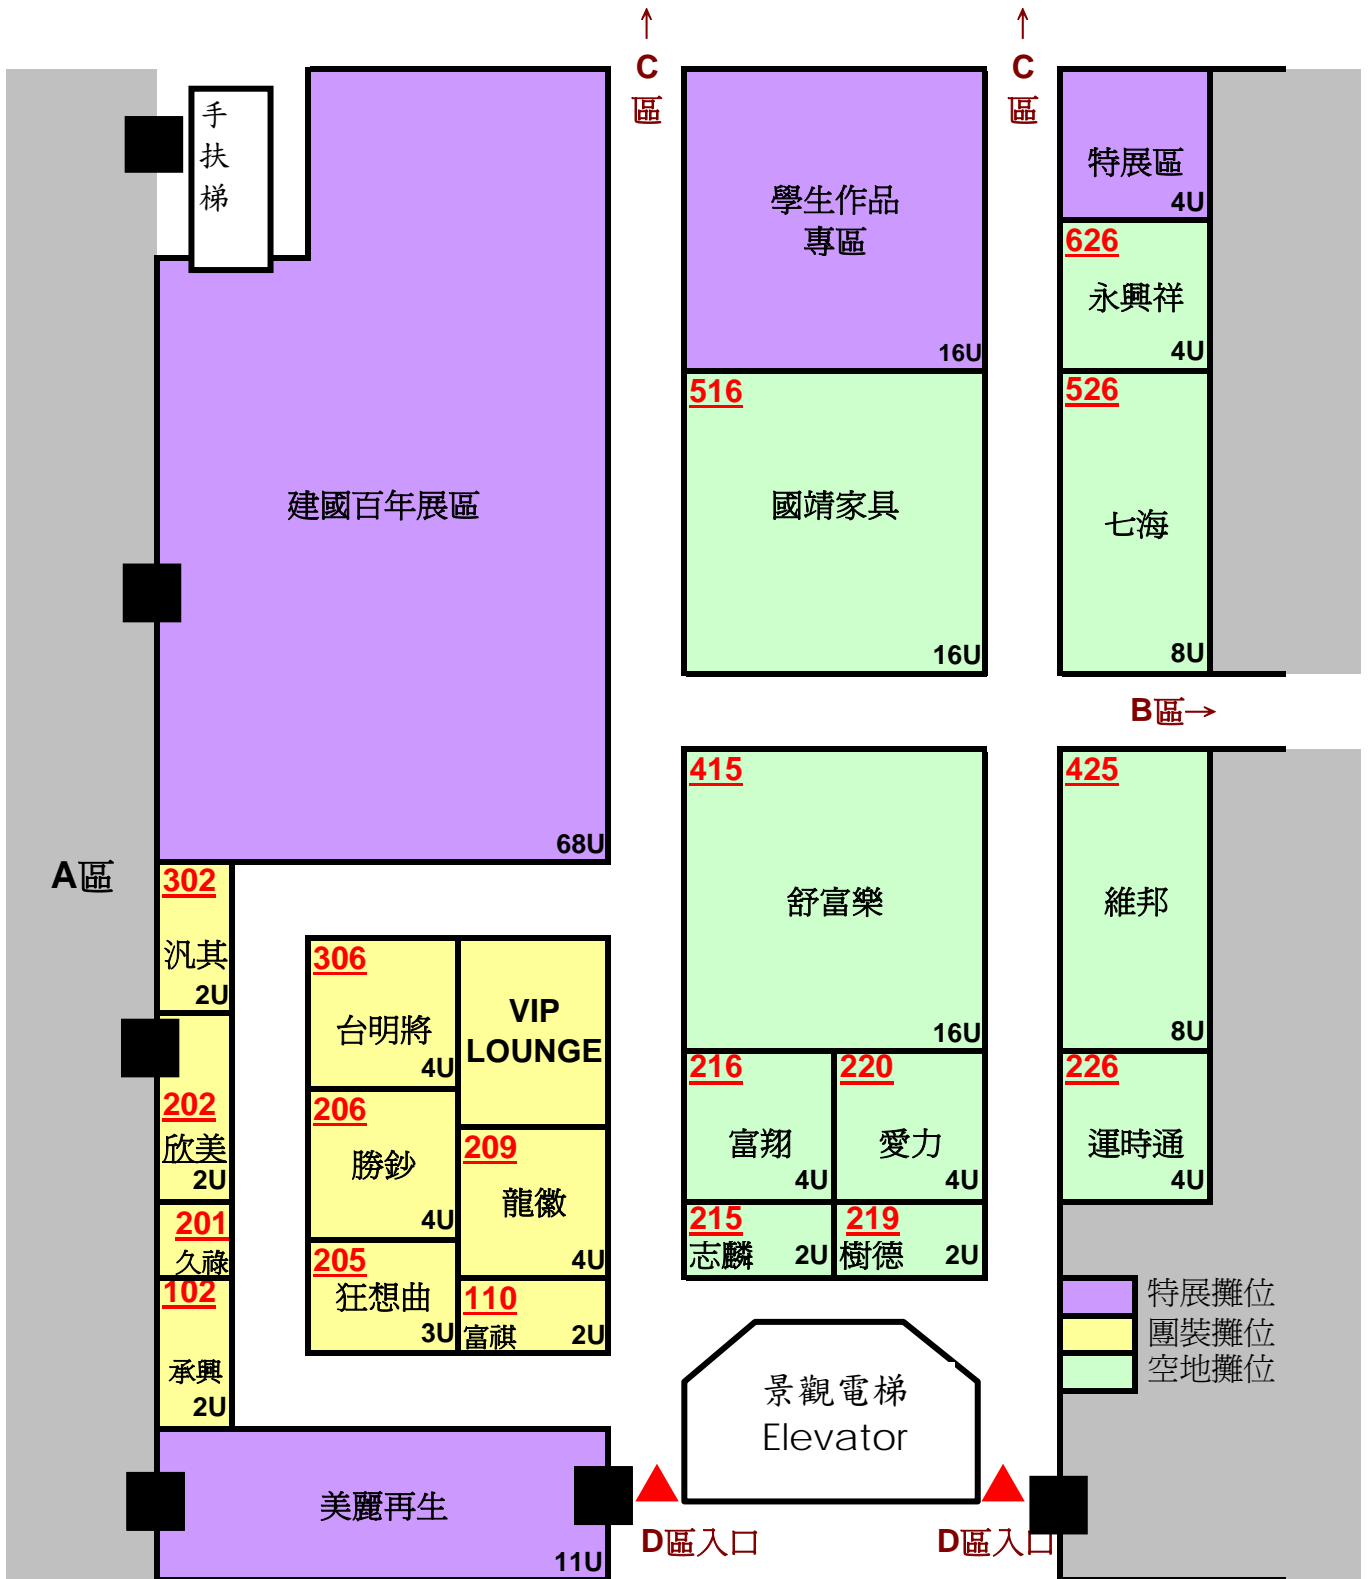 ↑
C
區
↑
C
區
手
扶
梯
建國百年展區
68U
學生作品
專區
16U
特展區
4U
626
永興祥
4U
516
國靖家具
16U
526
七海
8U
B區→
A區
302
汎其
2U
202
欣美
2U
201
久祿
102
承興
2U
306
台明將
4U
VIP
LOUNGE
206
勝鈔
4U
209
龍徽
4U
205
狂想曲
3U
110
富祺 2U
415
舒富樂
16U
425
維邦
8U
216
富翔
4U
220
愛力
4U
226
運時通
4U
215
志麟 2U
219
樹德 2U
特展攤位
團裝攤位
空地攤位
景觀電梯
Elevator
美麗再生
11U
D區入口
D區入口